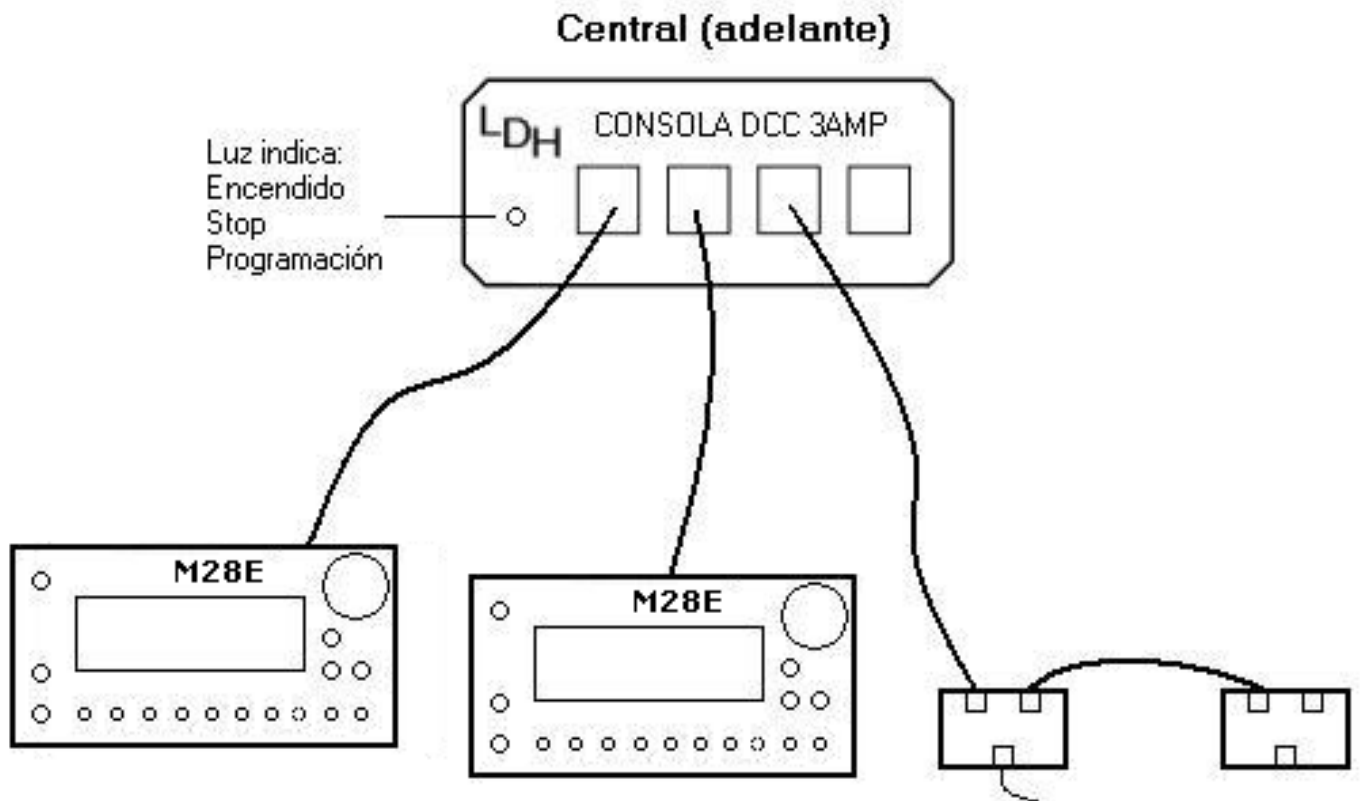 Central (adelante)
LDH CONSOLA DCC 3AMP
Luz indica:
Encendido
Stop
Programación
M28E
M28E